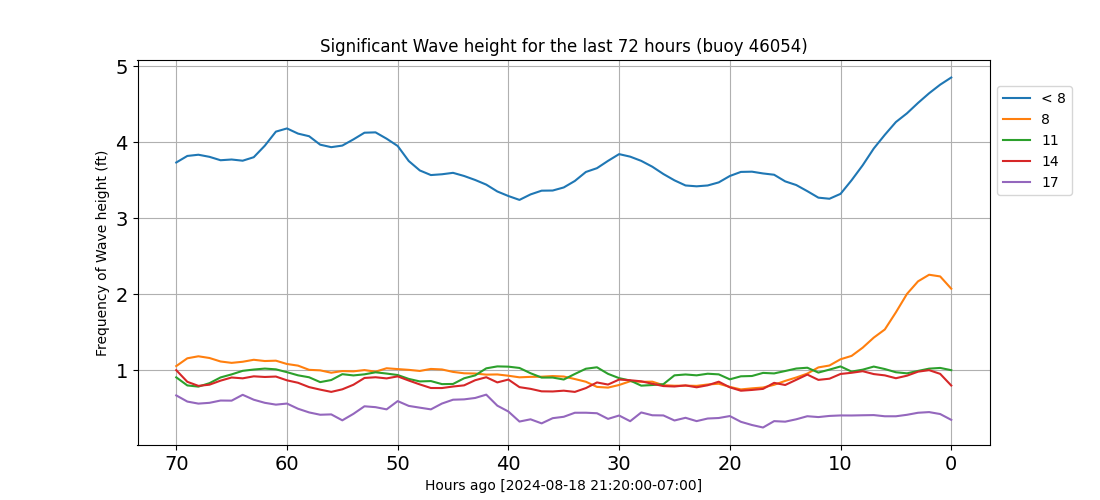 Significant Wave height for the last 72 hours (buoy 46054)
Frequency of Wave height (ft)
5
4
3
2
1
70 60 50 40 30 20 10 0
Hours ago [2024-08-18 21:20:00-07:00]
< 8
8
11
14
17